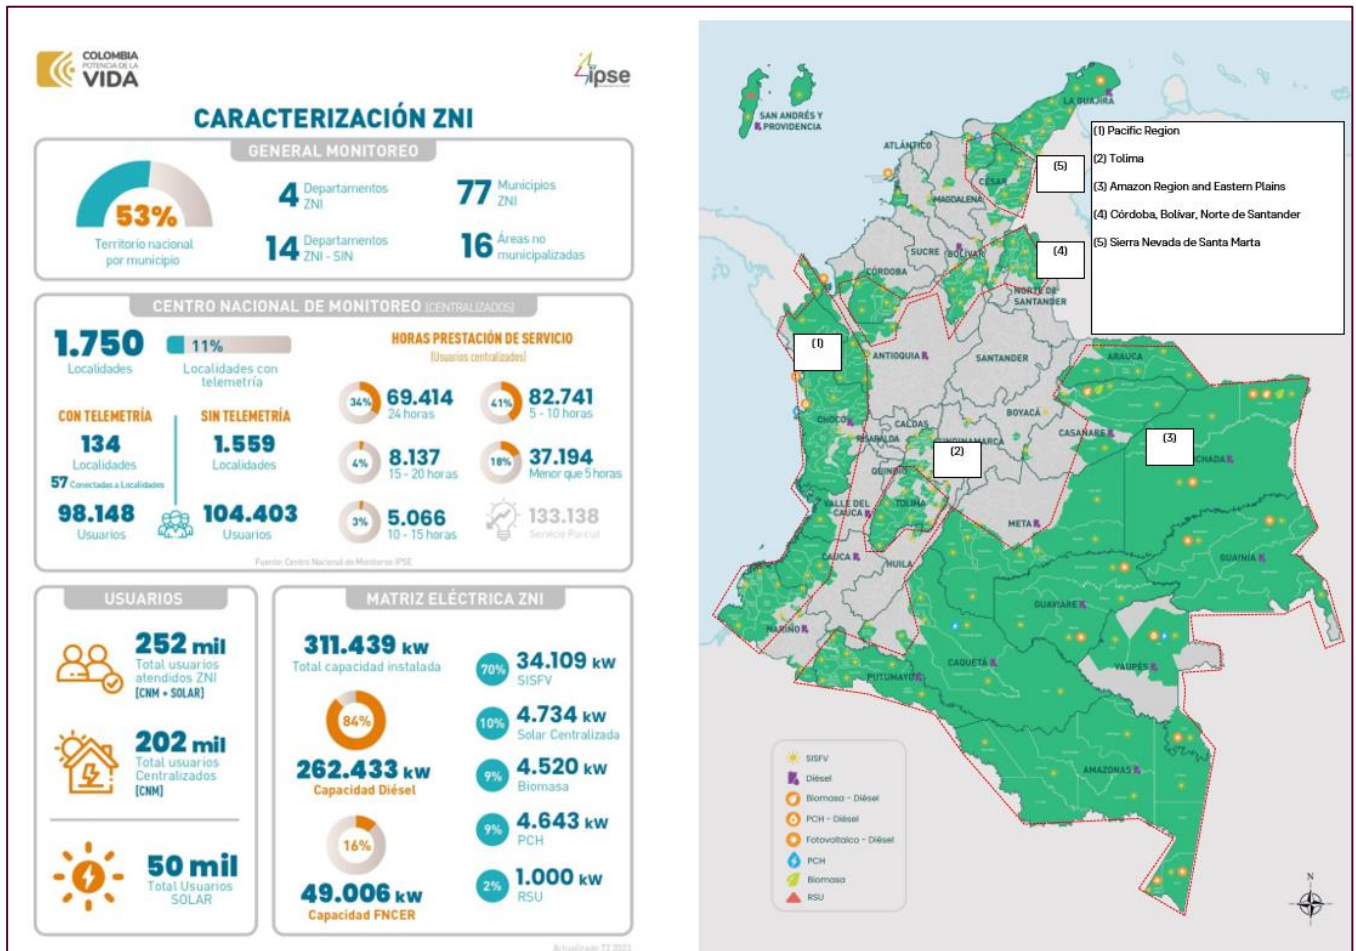 COLOMBIA
POTENCIA DE LA
VIDA
ipse
CARACTERIZACIÓN ZNI
GENERAL MONITOREO
53%
Territorio nacional
por municipio
4 Departamentos
ZNI
77 Municipios
ZNI
14 Departamentos
ZNI - SIN
16 Áreas no
municipalizadas
CENTRO NACIONAL DE MONITOREO (CENTRALIZADOS)
1.750
Localidades
11%
Localidades con
telemetría
CON TELEMETRÍA
134
Localidades
57 Conectadas a Localidades
98.148
Usuarios
SIN TELEMETRÍA
1.559
Localidades
104.403
Usuarios
HORAS PRESTACIÓN DE SERVICIO
(Usuarios centralizados)
34% 69.414
24 horas
41% 82.741
5 - 10 horas
4% 8.137
15 - 20 horas
18% 37.194
Menor que 5 horas
3% 5.066
10 - 15 horas
133.138
Servicio Parcial
Fuente: Centro Nacional de Monitoreo IPSE
USUARIOS
252 mil
Total usuarios
atendidos ZNI
[CNM + SOLAR]
202 mil
Total usuarios
Centralizados
[CNM]
50 mil
Total Usuarios
SOLAR
MATRIZ ELÉCTRICA ZNI
311.439 kW
Total capacidad instalada
84%
262.433 kW
Capacidad Diésel
16%
49.006 kW
Capacidad FNCER
70% 34.109 kW
SISFV
10% 4.734 kW
Solar Centralizada
9% 4.520 kW
Biomasa
9% 4.643 kW
PCH
2% 1.000 kW
RSU
Actualizado T2 2023
SAN ANDRÉS Y
PROVIDENCIA
LA GUAJIRA
ATLÁNTICO
CESAR
MAGDALENA
SUCRE
BOLÍVAR
CÓRDOBA
NORTE DE
SANTANDER
ANTIOQUIA
SANTANDER
ARAUCA
CHOCÓ
CALDAS
BOYACÁ
RISARALDA
CASANARE
CHADA
QUINDIO
TOLIMA
VALLE DEL
CAUCA
META
CAUCA
HUILA
GUAINÍA
GUAVIARE
NARIÑO
CAQUETÁ
VAUPÉS
PUTUMAYO
AMAZONAS
(1)
(2)
(3)
(4)
(5)
(1) Pacific Region
(2) Tolima
(3) Amazon Region and Eastern Plains
(4) Córdoba, Bolívar, Norte de Santander
(5) Sierra Nevada de Santa Marta
SISFV
Diésel
Biomasa - Diésel
PCH - Diésel
Fotovoltaico - Diésel
PCH
Biomasa
RSU
N